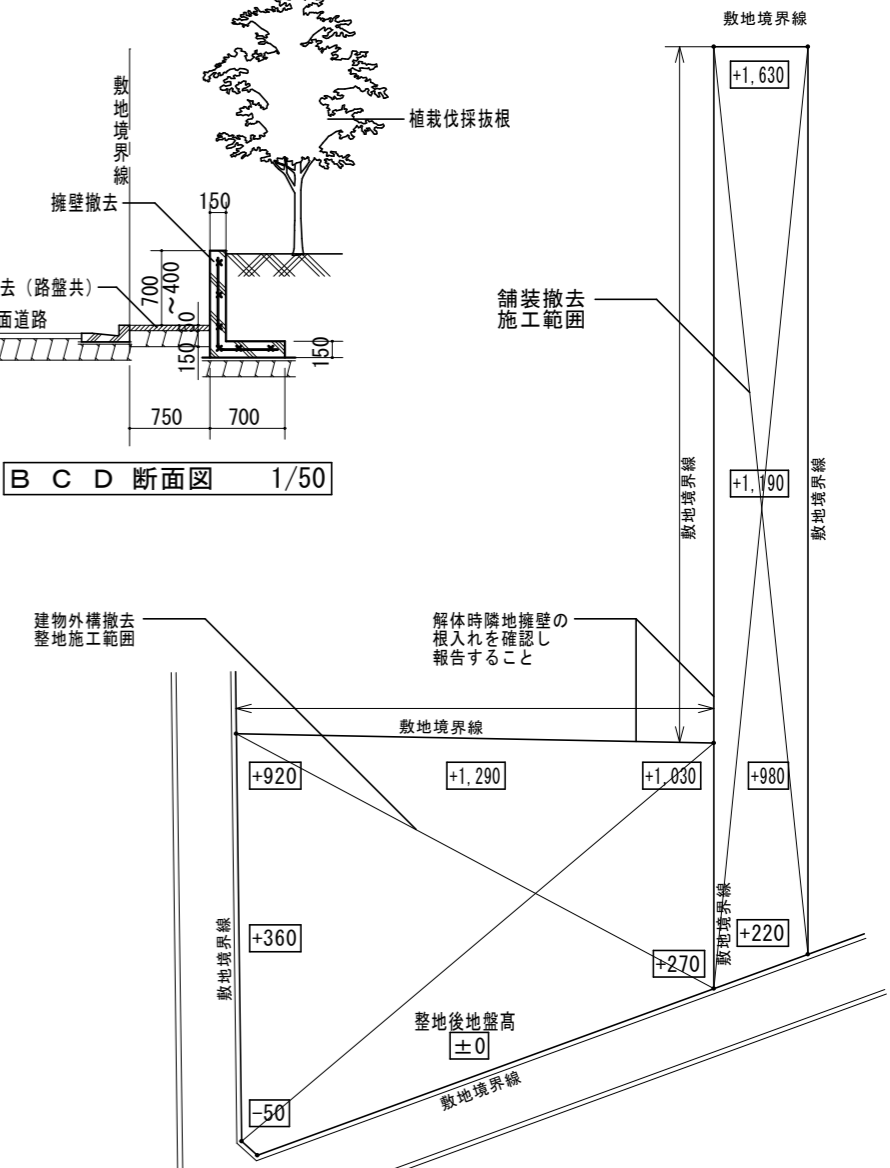 敷地境界線
植栽伐採抜根
擁壁撤去
150
700
～400
去（路盤共）
面道路
150
150
750
700
B C D 断面図 1/50
敷地境界線
+1,630
舗装撤去
施工範囲
敷地境界線
+1,190
敷地境界線
建物外構撤去
整地施工範囲
解体時隣地擁壁の
根入れを確認し
報告すること
敷地境界線
+920
+1,290
+1,030
+980
敷地境界線
+360
敷地境界線
+220
+270
整地後地盤高
±0
敷地境界線
-50